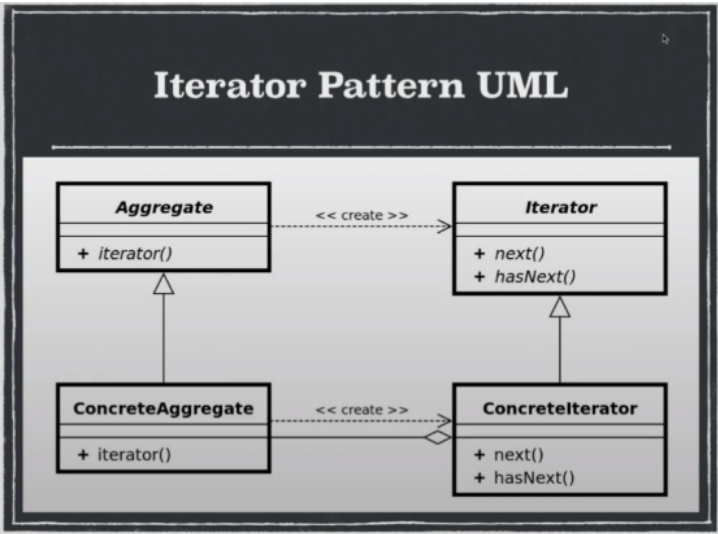 Iterator Pattern UML
Aggregate
+ iterator()
<< create >>
Iterator
+ next()
+ hasNext()
ConcreteAggregate
+ iterator()
<< create >>
ConcreteIterator
+ next()
+ hasNext()